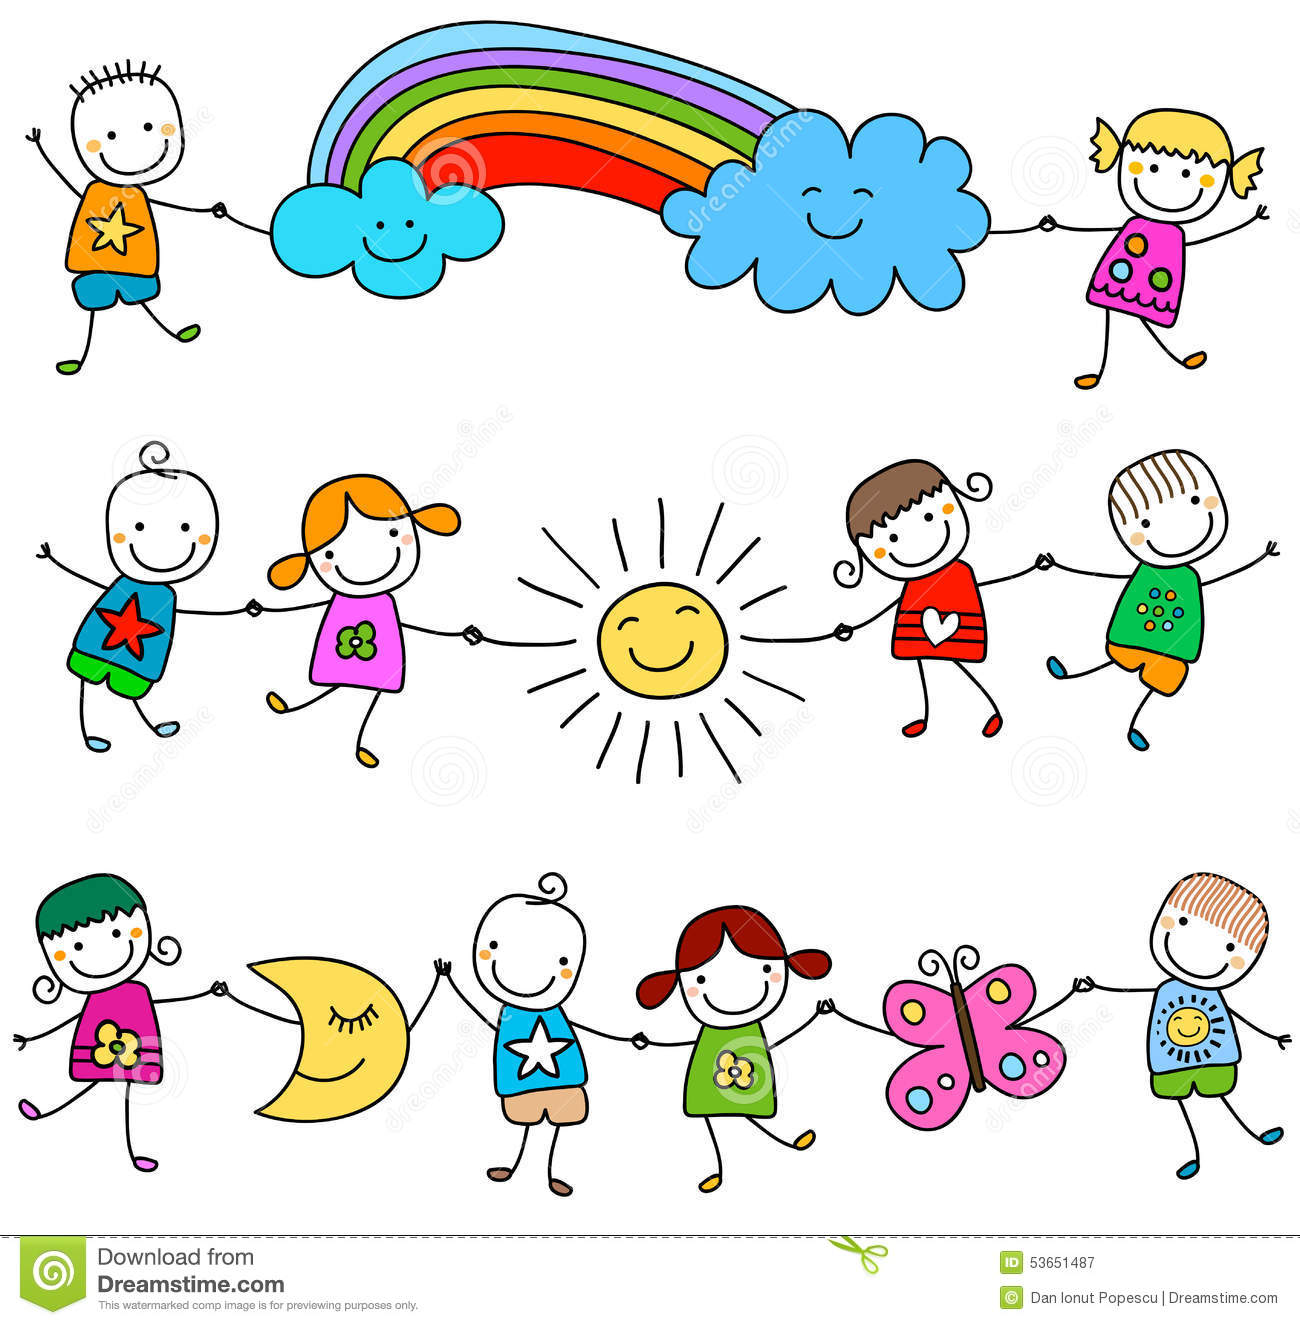 Download from
Dreamstime.com
This watermarked comp image is for previewing purposes only.
ID 53651487
© Dan Ionut Popescu | Dreamstime.com